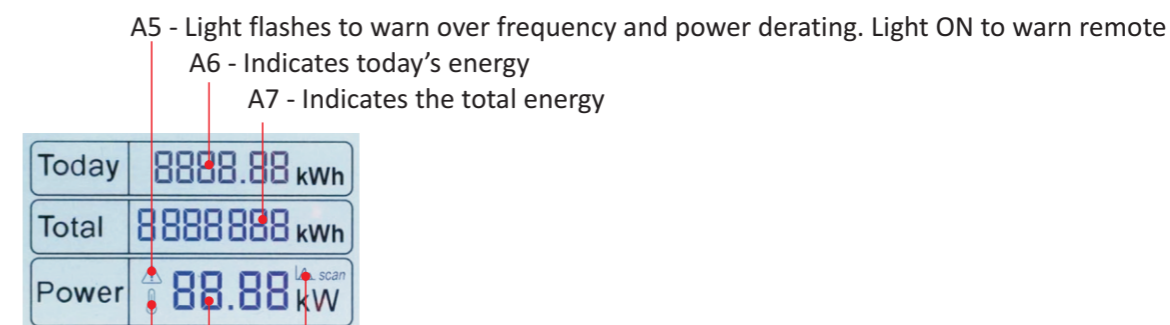 A5 - Light flashes to warn over frequency and power derating. Light ON to warn remote
A6 - Indicates today's energy
A7 - Indicates the total energy
Today 8888.88 kWh
Total 8888888 kWh
scan
Power 88.88 kW